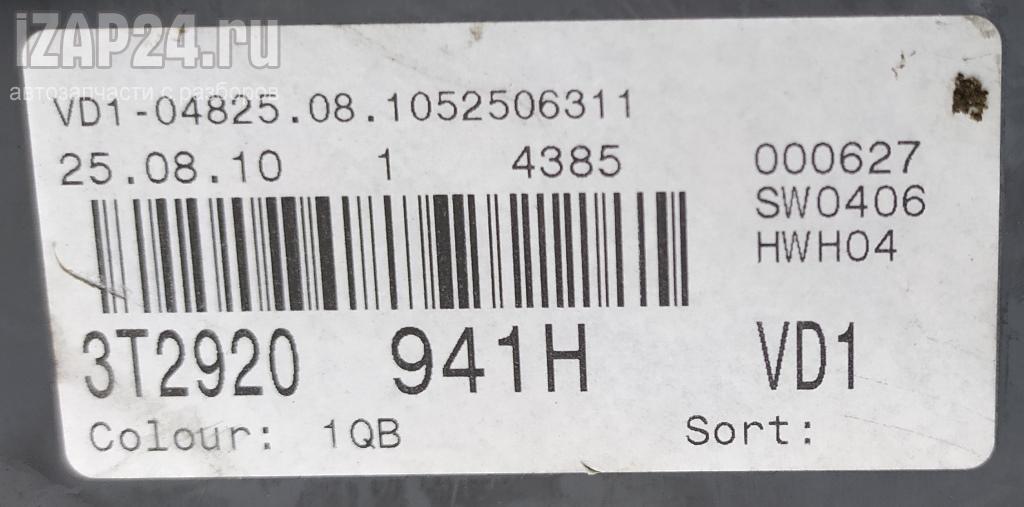 iZAP24.ru
автозапчасти с разборов
VD1-04825.08.1052506311
25.08.10 1 4385 000627
SW0406
HWH04
3T2920 941H VD1
Colour: 1QB Sort: